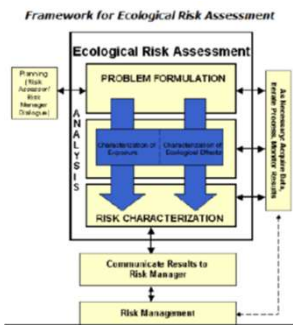 Framework for Ecological Risk Assessment
Ecological Risk Assessment
Planning
(Risk
Assessor/
Risk
Manager
Dialogue)
PROBLEM FORMULATION
ANALYSIS
Characterization of
Exposure
Characterization of
Ecological Effects
As Necessary: Acquire Data,
Iterate Process, Monitor Results
RISK CHARACTERIZATION
Communicate Results to
Risk Manager
Risk Management